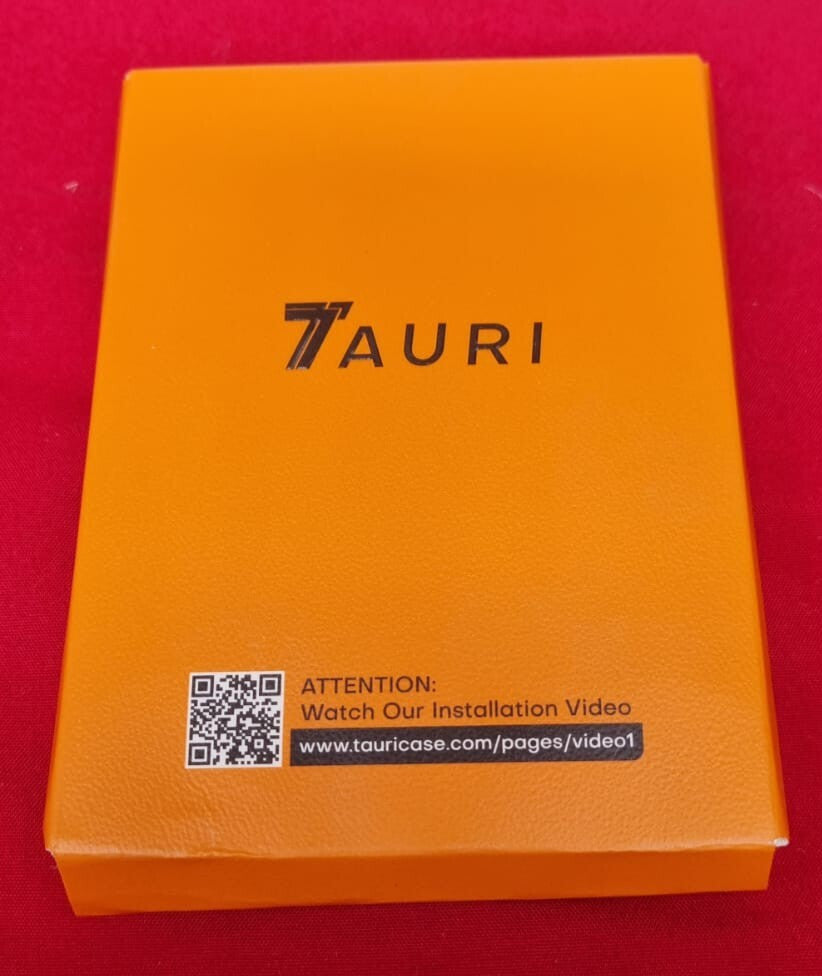 TAURI
ATTENTION:
Watch Our Installation Video
www.tauricase.com/pages/video1